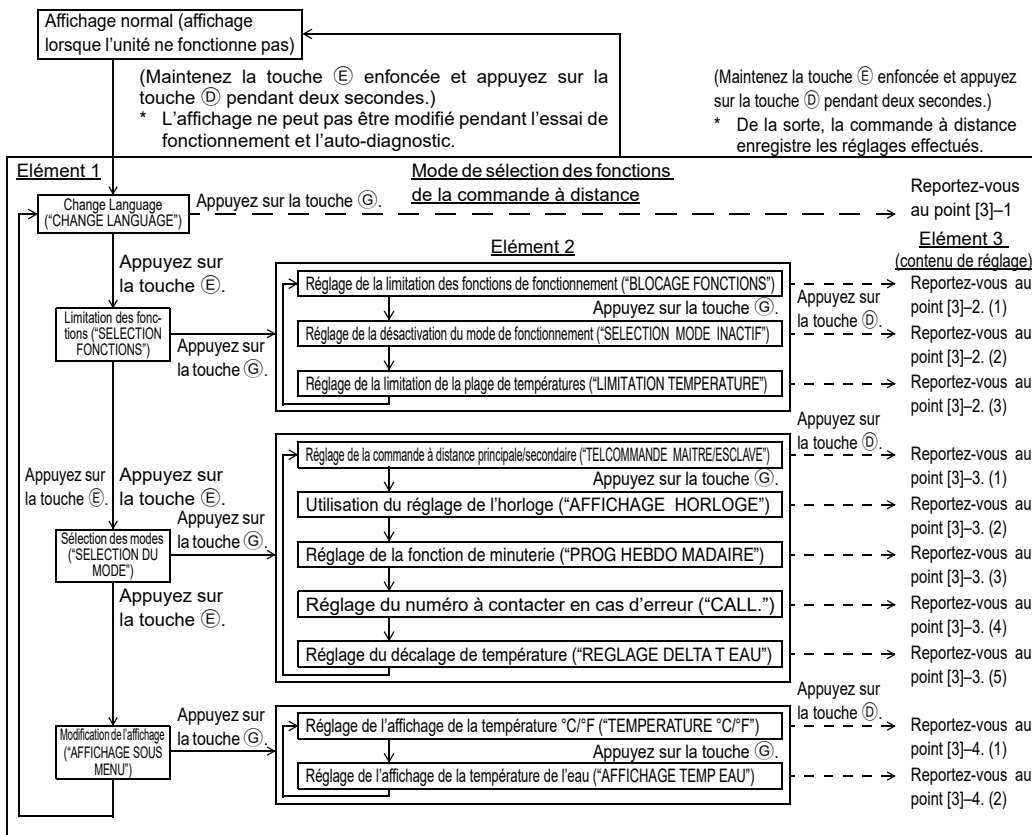 Affichage normal (affichage
lorsque l'unité ne fonctionne pas)
(Maintenez la touche Ⓔ enfoncée et appuyez sur la
touche Ⓓ pendant deux secondes.)
* L'affichage ne peut pas être modifié pendant l'essai de
fonctionnement et l'auto-diagnostic.
(Maintenez la touche Ⓔ enfoncée et appuyez
sur la touche Ⓓ pendant deux secondes.)
* De la sorte, la commande à distance
enregistre les réglages effectués.
Elément 1
Mode de sélection des fonctions
de la commande à distance
Change Language
("CHANGE LANGUAGE")
Appuyez sur la touche Ⓖ.
Reportez-vous
au point [3]–1
Elément 2
Elément 3
(contenu de réglage)
Appuyez sur
la touche Ⓔ.
Limitation des fonc-
tions ("SELECTION
FONCTIONS")
Appuyez sur
la touche Ⓖ.
Réglage de la limitation des fonctions de fonctionnement ("BLOCAGE FONCTIONS")
Appuyez sur la touche Ⓖ.
Réglage de la désactivation du mode de fonctionnement ("SELECTION MODE INACTIF")
Réglage de la limitation de la plage de températures ("LIMITATION TEMPERATURE")
Appuyez sur
la touche Ⓓ.
Reportez-vous au
point [3]–2. (1)
Reportez-vous au
point [3]–2. (2)
Reportez-vous au
point [3]–2. (3)
Appuyez sur
la touche Ⓔ.
Appuyez sur
la touche Ⓔ.
Sélection des modes
("SELECTION DU
MODE")
Appuyez sur
la touche Ⓖ.
Réglage de la commande à distance principale/secondaire ("TELCOMMANDE MAITRE/ESCLAVE")
Appuyez sur la touche Ⓖ.
Utilisation du réglage de l'horloge ("AFFICHAGE HORLOGE")
Réglage de la fonction de minuterie ("PROG HEBDO MADAIRE")
Réglage du numéro à contacter en cas d'erreur ("CALL.")
Réglage du décalage de température ("REGLAGE DELTA T EAU")
Appuyez sur
la touche Ⓓ.
Reportez-vous au
point [3]–3. (1)
Reportez-vous au
point [3]–3. (2)
Reportez-vous au
point [3]–3. (3)
Reportez-vous au
point [3]–3. (4)
Reportez-vous au
point [3]–3. (5)
Appuyez sur
la touche Ⓔ.
Modification de l'affichage
("AFFICHAGE SOUS
MENU")
Appuyez sur
la touche Ⓖ.
Réglage de l'affichage de la température °C/°F ("TEMPERATURE °C/°F")
Appuyez sur la touche Ⓖ.
Réglage de l'affichage de la température de l'eau ("AFFICHAGE TEMP EAU")
Appuyez sur
la touche Ⓓ.
Reportez-vous au
point [3]–4. (1)
Reportez-vous au
point [3]–4. (2)